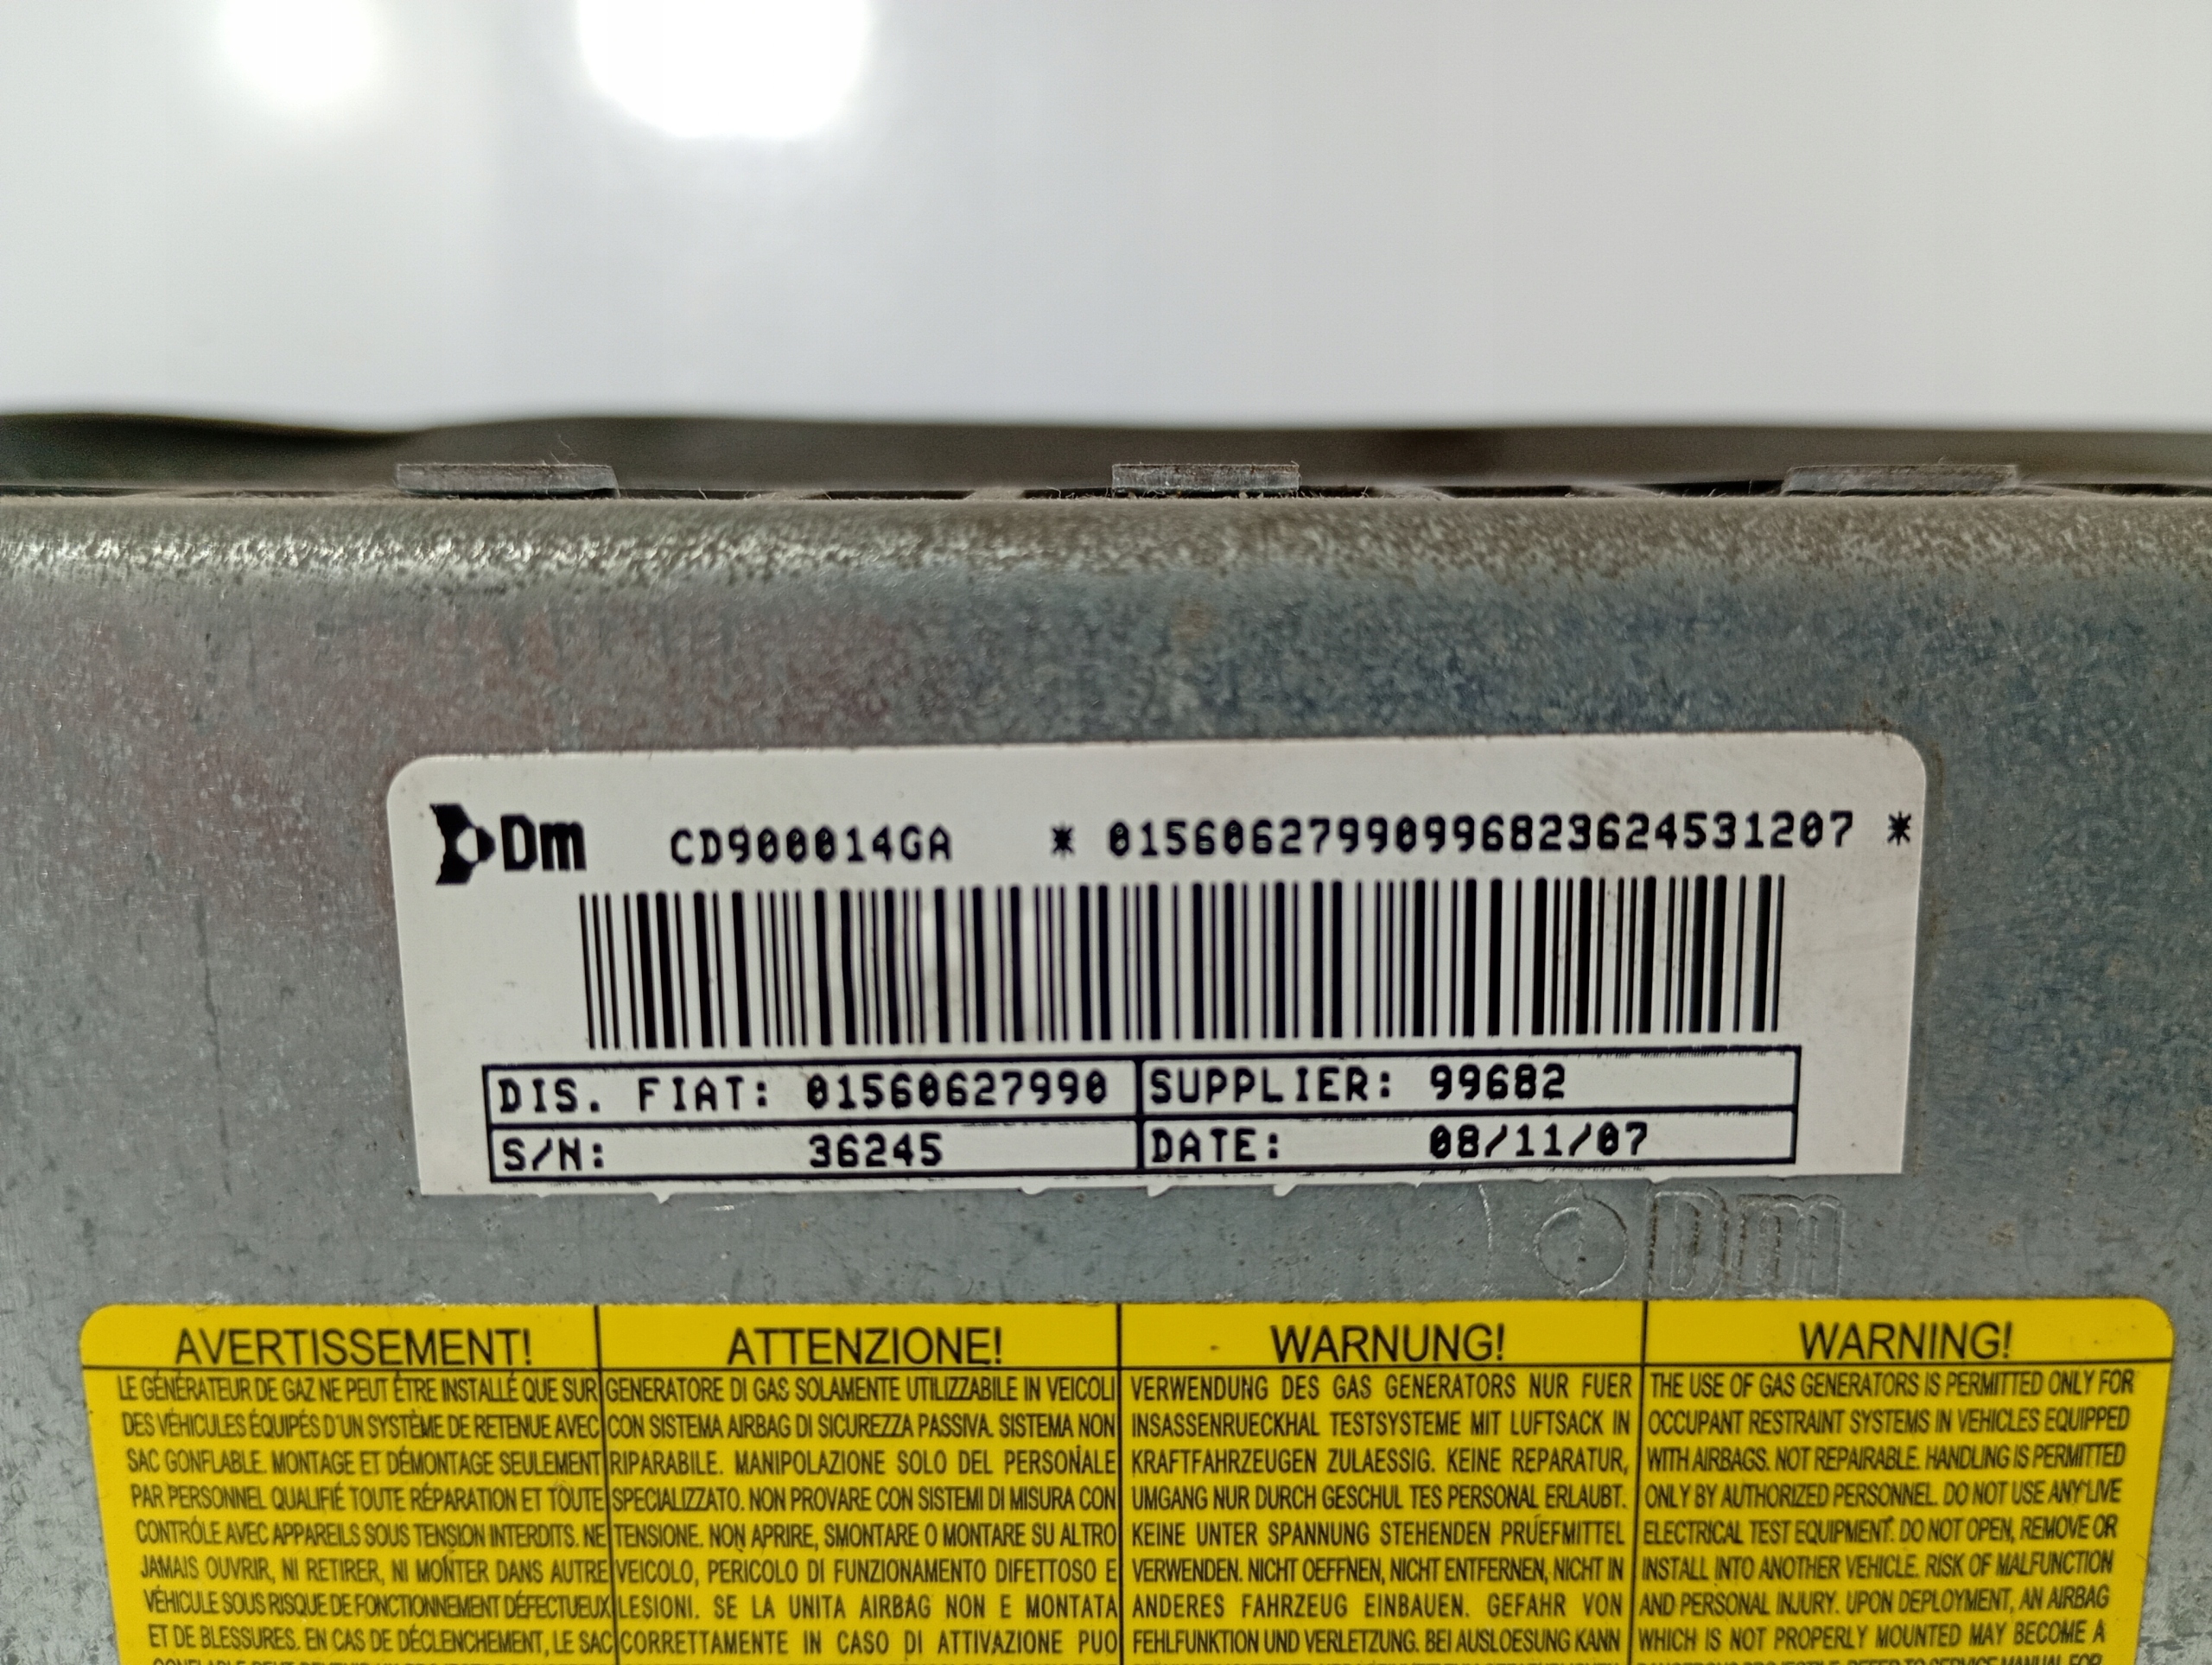 Dm CD900014GA * 01560627990996823624531207 *
DIS. FIAT: 01560627990 SUPPLIER: 99682
S/N: 36245 DATE: 08/11/07
Dm
AVERTISSEMENT!
LE GÉNÉRATEUR DE GAZ NE PEUT ÊTRE INSTALLÉ QUE SUR
DES VÉHICULES ÉQUIPÉS D'UN SYSTÈME DE RETENUE AVEC
SAC GONFLABLE. MONTAGE ET DÉMONTAGE SEULEMENT
PAR PERSONNEL QUALIFIÉ TOUTE RÉPARATION ET TOUTE
CONTRÔLE AVEC APPAREILS SOUS TENSION INTERDITS. NE
JAMAIS OUVRIR, NI RETIRER, NI MONTER DANS AUTRE
VÉHICULE SOUS RISQUE DE FONCTIONNEMENT DÉFECTUEUX
ET DE BLESSURES. EN CAS DE DÉCLENCHEMENT, LE SAC
ATTENZIONE!
GENERATORE DI GAS SOLAMENTE UTILIZZABILE IN VEICOLI
CON SISTEMA AIRBAG DI SICUREZZA PASSIVA. SISTEMA NON
RIPARABILE. MANIPOLAZIONE SOLO DEL PERSONALE
SPECIALIZZATO. NON PROVARE CON SISTEMI DI MISURA CON
TENSIONE. NON APRIRE, SMONTARE O MONTARE SU ALTRO
VEICOLO, PERICOLO DI FUNZIONAMENTO DIFETTOSO E
LESIONI. SE LA UNITA AIRBAG NON E MONTATA
CORRETTAMENTE IN CASO DI ATTIVAZIONE PUO
WARNUNG!
VERWENDUNG DES GAS GENERATORS NUR FUER
INSASSENRUECKHAL TESTSYSTEME MIT LUFTSACK IN
KRAFTFAHRZEUGEN ZULAESSIG. KEINE REPARATUR,
UMGANG NUR DURCH GESCHUL TES PERSONAL ERLAUBT.
KEINE UNTER SPANNUNG STEHENDEN PRUEFMITTEL
VERWENDEN. NICHT OEFFNEN, NICHT ENTFERNEN, NICHT IN
ANDERES FAHRZEUG EINBAUEN. GEFAHR VON
FEHLFUNKTION UND VERLETZUNG. BEI AUSLOESUNG KANN
WARNING!
THE USE OF GAS GENERATORS IS PERMITTED ONLY FOR
OCCUPANT RESTRAINT SYSTEMS IN VEHICLES EQUIPPED
WITH AIRBAGS. NOT REPAIRABLE. HANDLING IS PERMITTED
ONLY BY AUTHORIZED PERSONNEL. DO NOT USE ANY LIVE
ELECTRICAL TEST EQUIPMENT. DO NOT OPEN, REMOVE OR
INSTALL INTO ANOTHER VEHICLE. RISK OF MALFUNCTION
AND PERSONAL INJURY. UPON DEPLOYMENT, AN AIRBAG
WHICH IS NOT PROPERLY MOUNTED MAY BECOME A